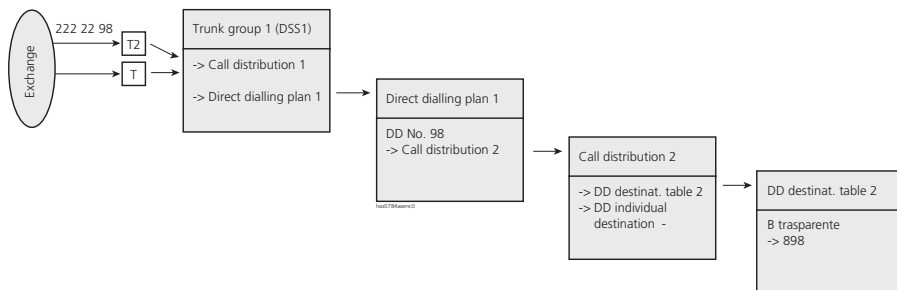 222 22 98
Exchange
T2
T
Trunk group 1 (DSS1)
-> Call distribution 1
-> Direct dialling plan 1
Direct dialling plan 1
DD No. 98
-> Call distribution 2
haz0784aaenc0
Call distribution 2
-> DD destinat. table 2
-> DD individual
destination -
DD destinat. table 2
B trasparente
-> 898